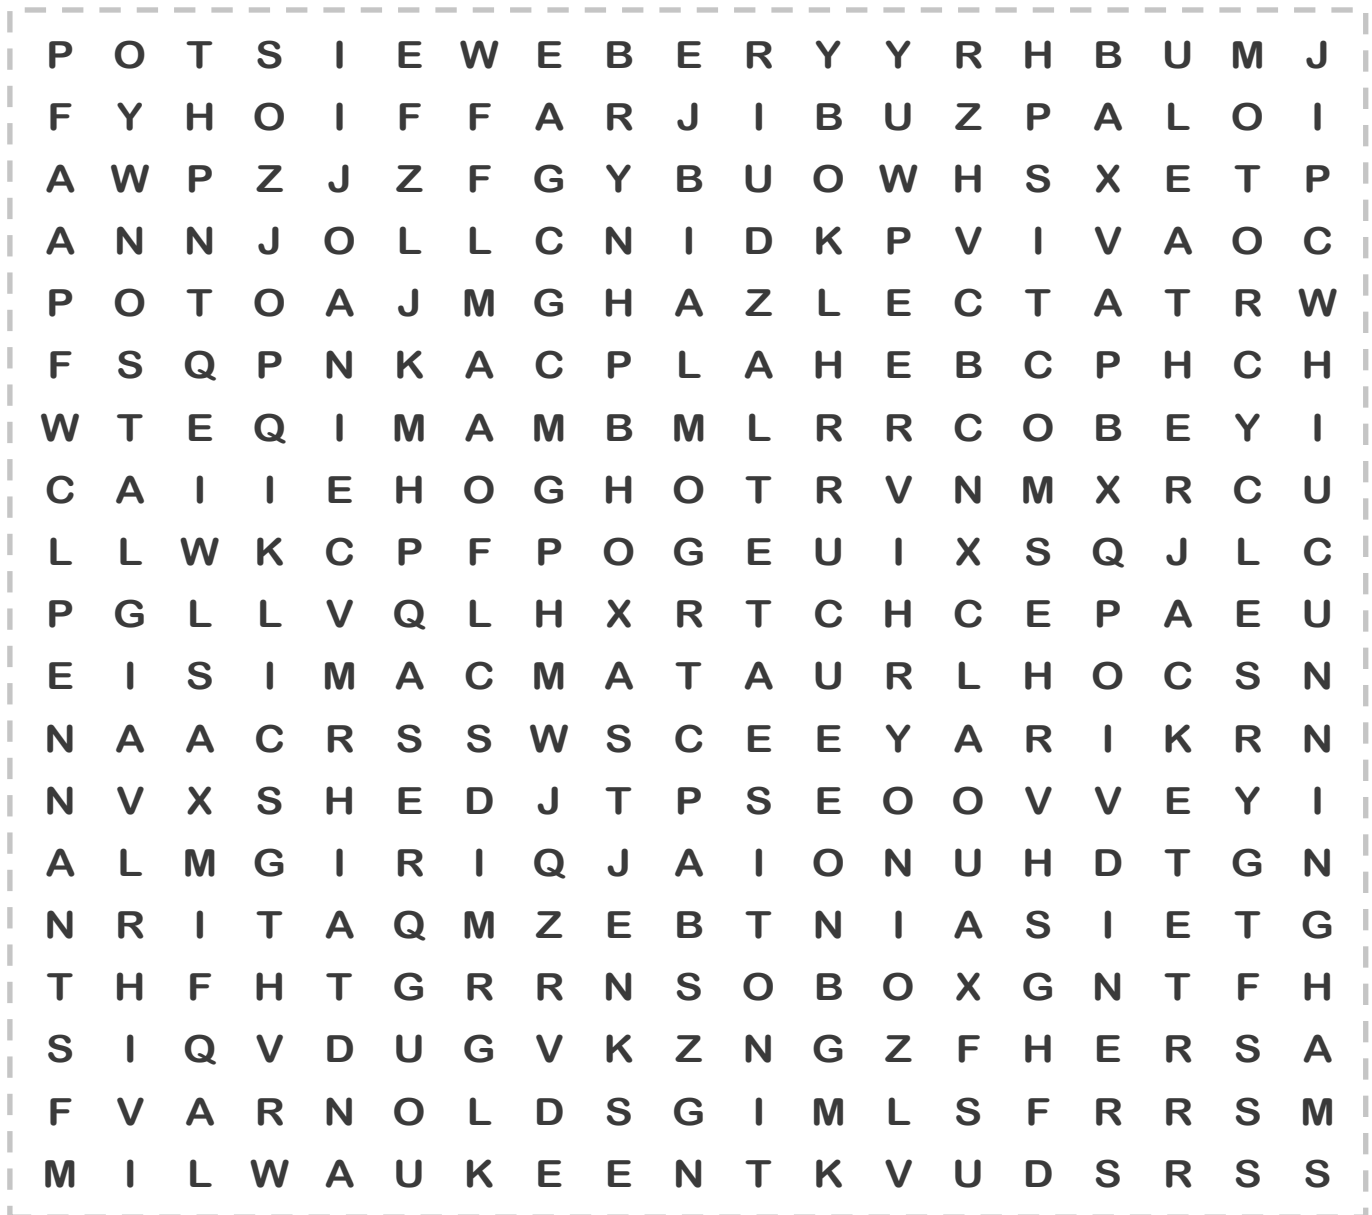 P O T S I E W E B E R Y Y R H B U M J
F Y H O I F F A R J I B U Z P A L O I
A W P Z J Z F G Y B U O W H S X E T P
A N N J O L L C N I D K P V I V A O C
P O T O A J M G H A Z L E C T A T R W
F S Q P N K A C P L A H E B C P H C H
W T E Q I M A M B M L R R C O B E Y I
C A I I E H O G H O T R V N M X R C U
L L W K C P F P O G E U I X S Q J L C
P G L L V Q L H X R T C H C E P A E U
E I S I M A C M A T A U R L H O C S N
N A A C R S S W S C E E Y A R I K R N
N V X S H E D J T P S E O O V V E Y I
A L M G I R I Q J A I O N U H D T G N
N R I T A Q M Z E B T N I A S I E T G
T H F H T G R R N S O B O X G N T F H
S I Q V D U G V K Z N G Z F H E R S A
F V A R N O L D S G I M L S F R R S M
M I L W A U K E E N T K V U D S R S S